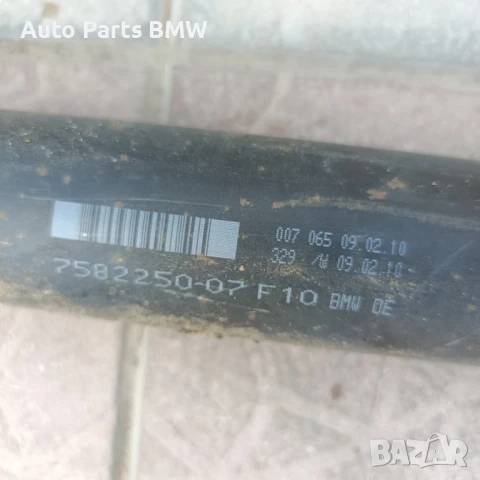 Auto Parts BMW
007 065 09.02.10
329 /W 09.02.10
7582250-07 F10 BMW DE
BAZAR